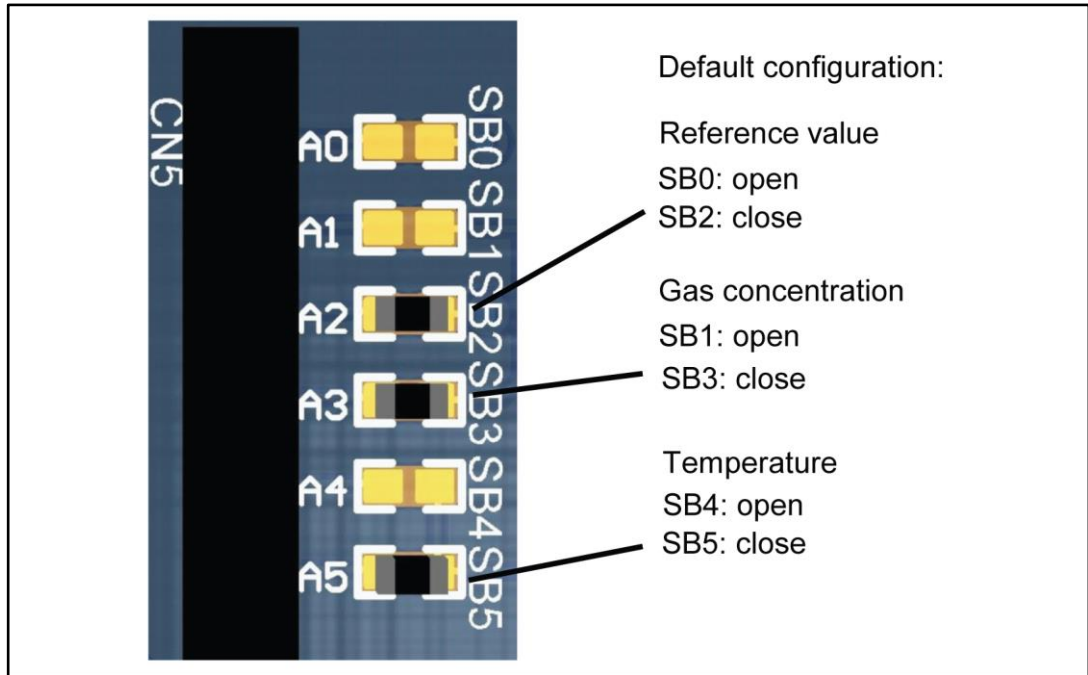 CN5
A0
SB0
A1
SB1
A2
SB2
A3
SB3
A4
SB4
A5
SB5
Default configuration:
Reference value
SB0: open
SB2: close
Gas concentration
SB1: open
SB3: close
Temperature
SB4: open
SB5: close